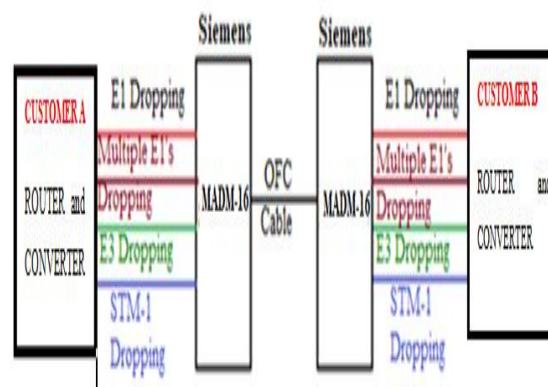 Siemens
Siemens
CUSTOMER A
ROUTER and
CONVERTER
E1 Dropping
Multiple E1's
Dropping
E3 Dropping
STM-1
Dropping
MADM-16
OFC
Cable
MADM-16
E1 Dropping
Multiple E1's
Dropping
E3 Dropping
STM-1
Dropping
CUSTOMER B
ROUTER and
CONVERTER